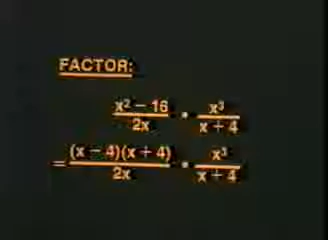 FACTOR:
x² − 16 / 2x • x³ / x + 4
= (x − 4)(x + 4) / 2x • x³ / x + 4